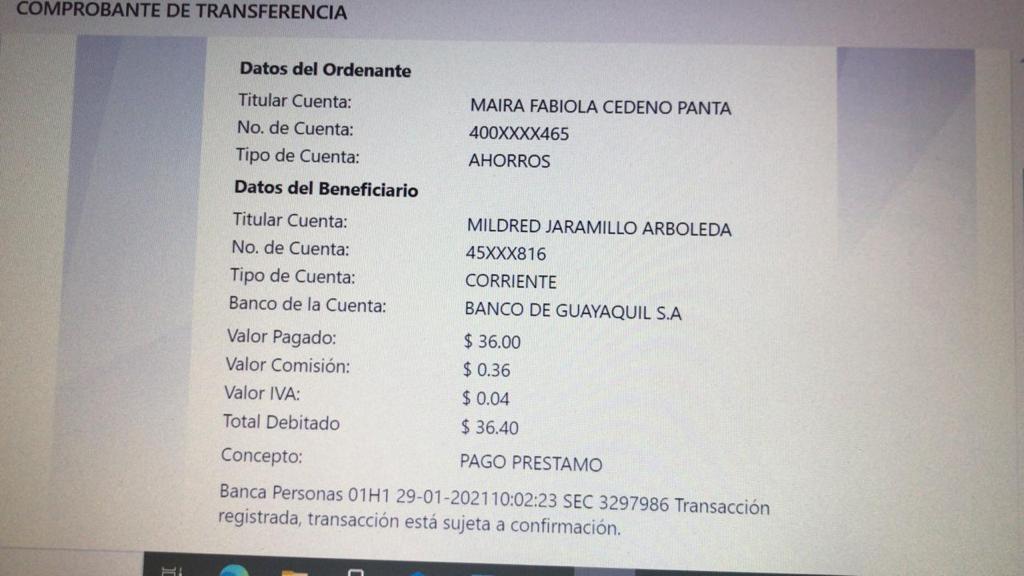 COMPROBANTE DE TRANSFERENCIA
Datos del Ordenante
Titular Cuenta: MAIRA FABIOLA CEDENO PANTA
No. de Cuenta: 400XXXX465
Tipo de Cuenta: AHORROS
Datos del Beneficiario
Titular Cuenta: MILDRED JARAMILLO ARBOLEDA
No. de Cuenta: 45XXX816
Tipo de Cuenta: CORRIENTE
Banco de la Cuenta: BANCO DE GUAYAQUIL S.A
Valor Pagado: $ 36.00
Valor Comisión: $ 0.36
Valor IVA: $ 0.04
Total Debitado $ 36.40
Concepto: PAGO PRESTAMO
Banca Personas 01H1 29-01-202110:02:23 SEC 3297986 Transacción
registrada, transacción está sujeta a confirmación.